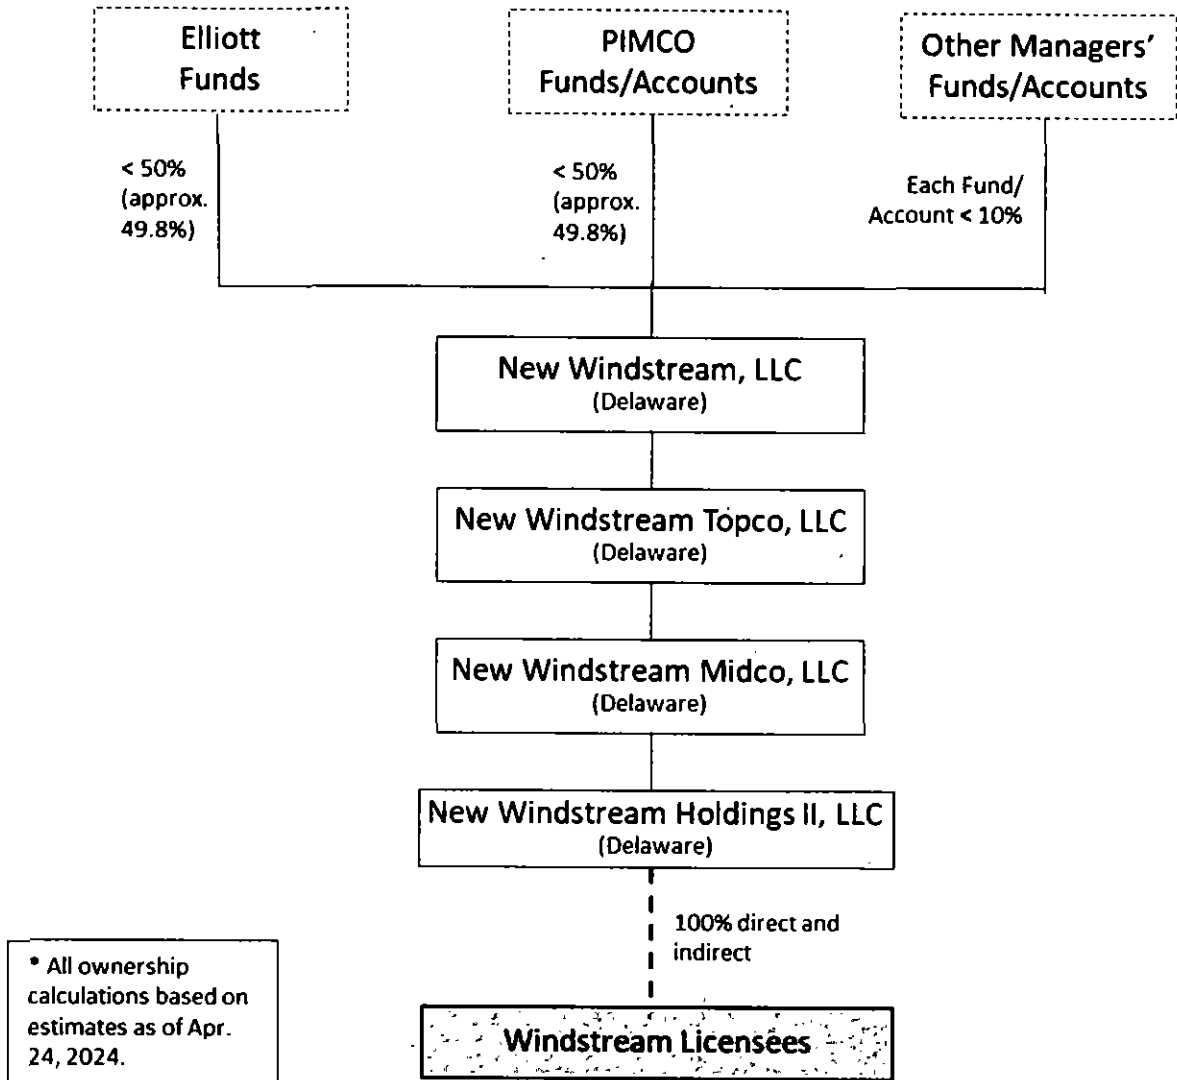 Elliott
Funds
PIMCO
Funds/Accounts
Other Managers'
Funds/Accounts
< 50%
(approx.
49.8%)
< 50%
(approx.
49.8%)
Each Fund/
Account < 10%
New Windstream, LLC
(Delaware)
New Windstream Topco, LLC
(Delaware)
New Windstream Midco, LLC
(Delaware)
New Windstream Holdings II, LLC
(Delaware)
100% direct and
indirect
* All ownership
calculations based on
estimates as of Apr.
24, 2024.
Windstream Licensees